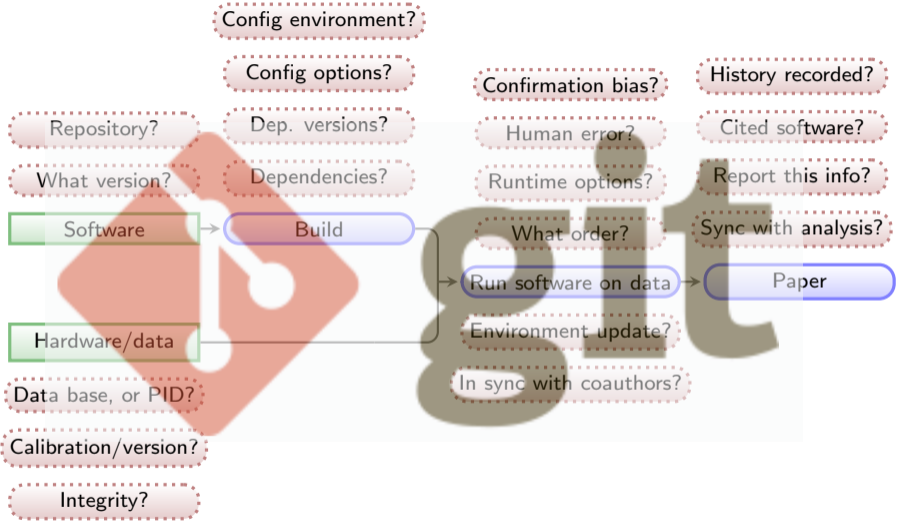 Config environment?
Config options?
Dep. versions?
Dependencies?
Repository?
What version?
Software
Build
Hardware/data
Data base, or PID?
Calibration/version?
Integrity?
Confirmation bias?
Human error?
Runtime options?
What order?
Run software on data
Environment update?
In sync with coauthors?
History recorded?
Cited software?
Report this info?
Sync with analysis?
Paper
git